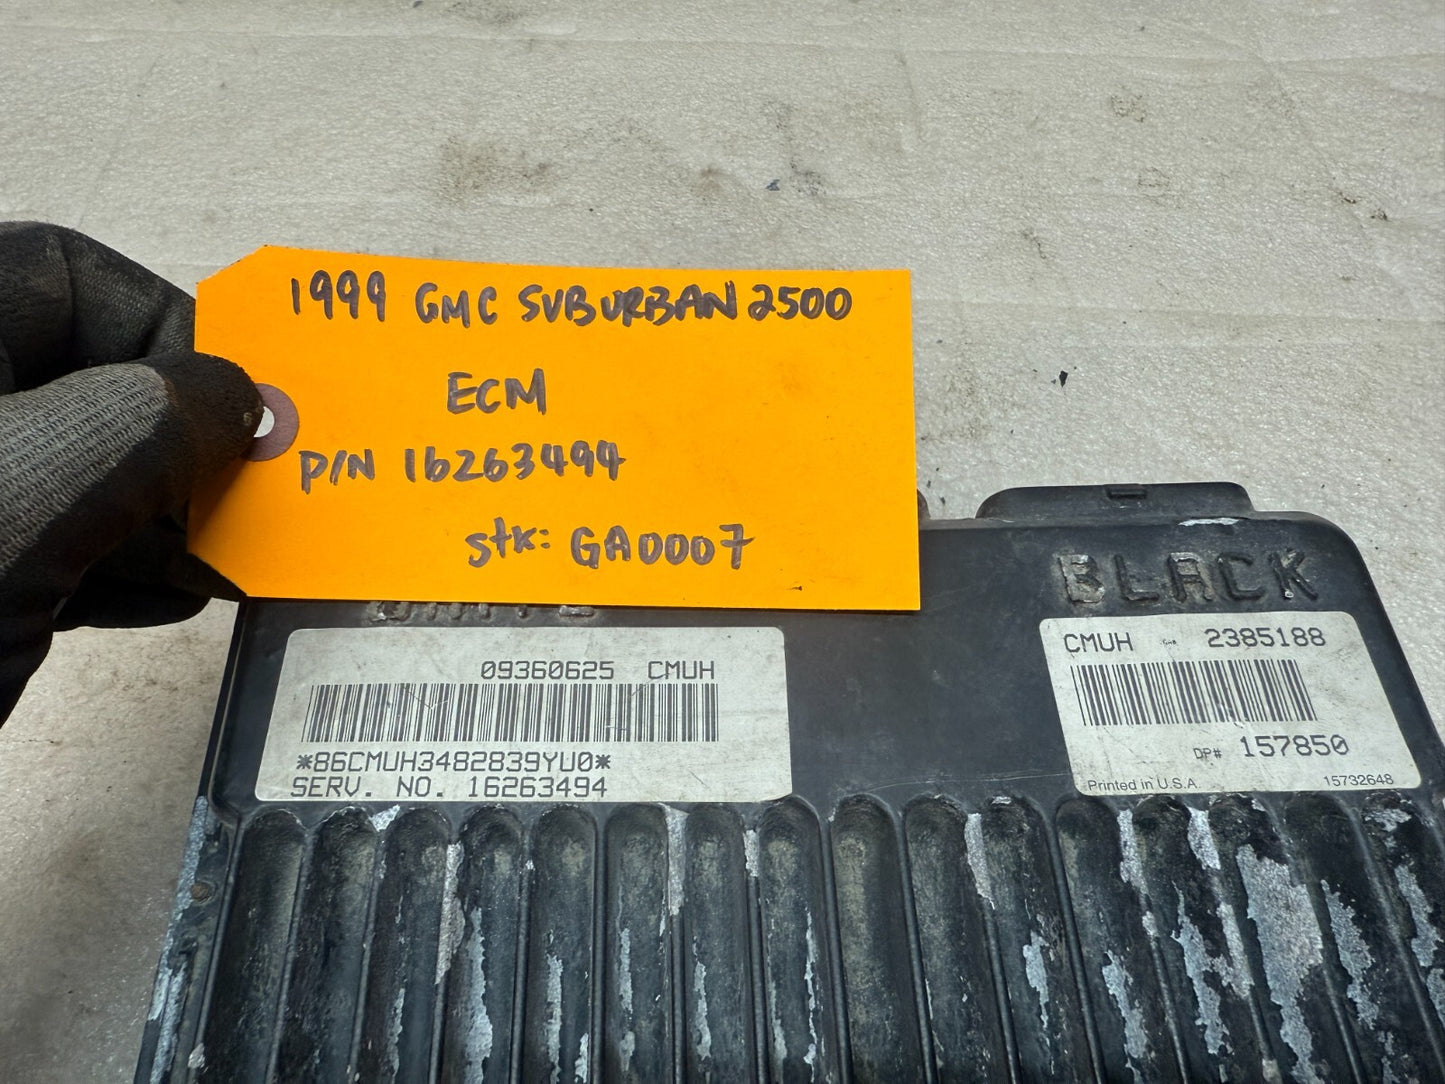 1999 GMC SUBURBAN 2500
ECM
P/N 16263494
stk: GA0007
BLACK
09360625 CMUH
*86CMUH3482839YU0*
SERV. NO. 16263494
CMUH 2385188
DP# 157850
Printed in U.S.A. 15732648